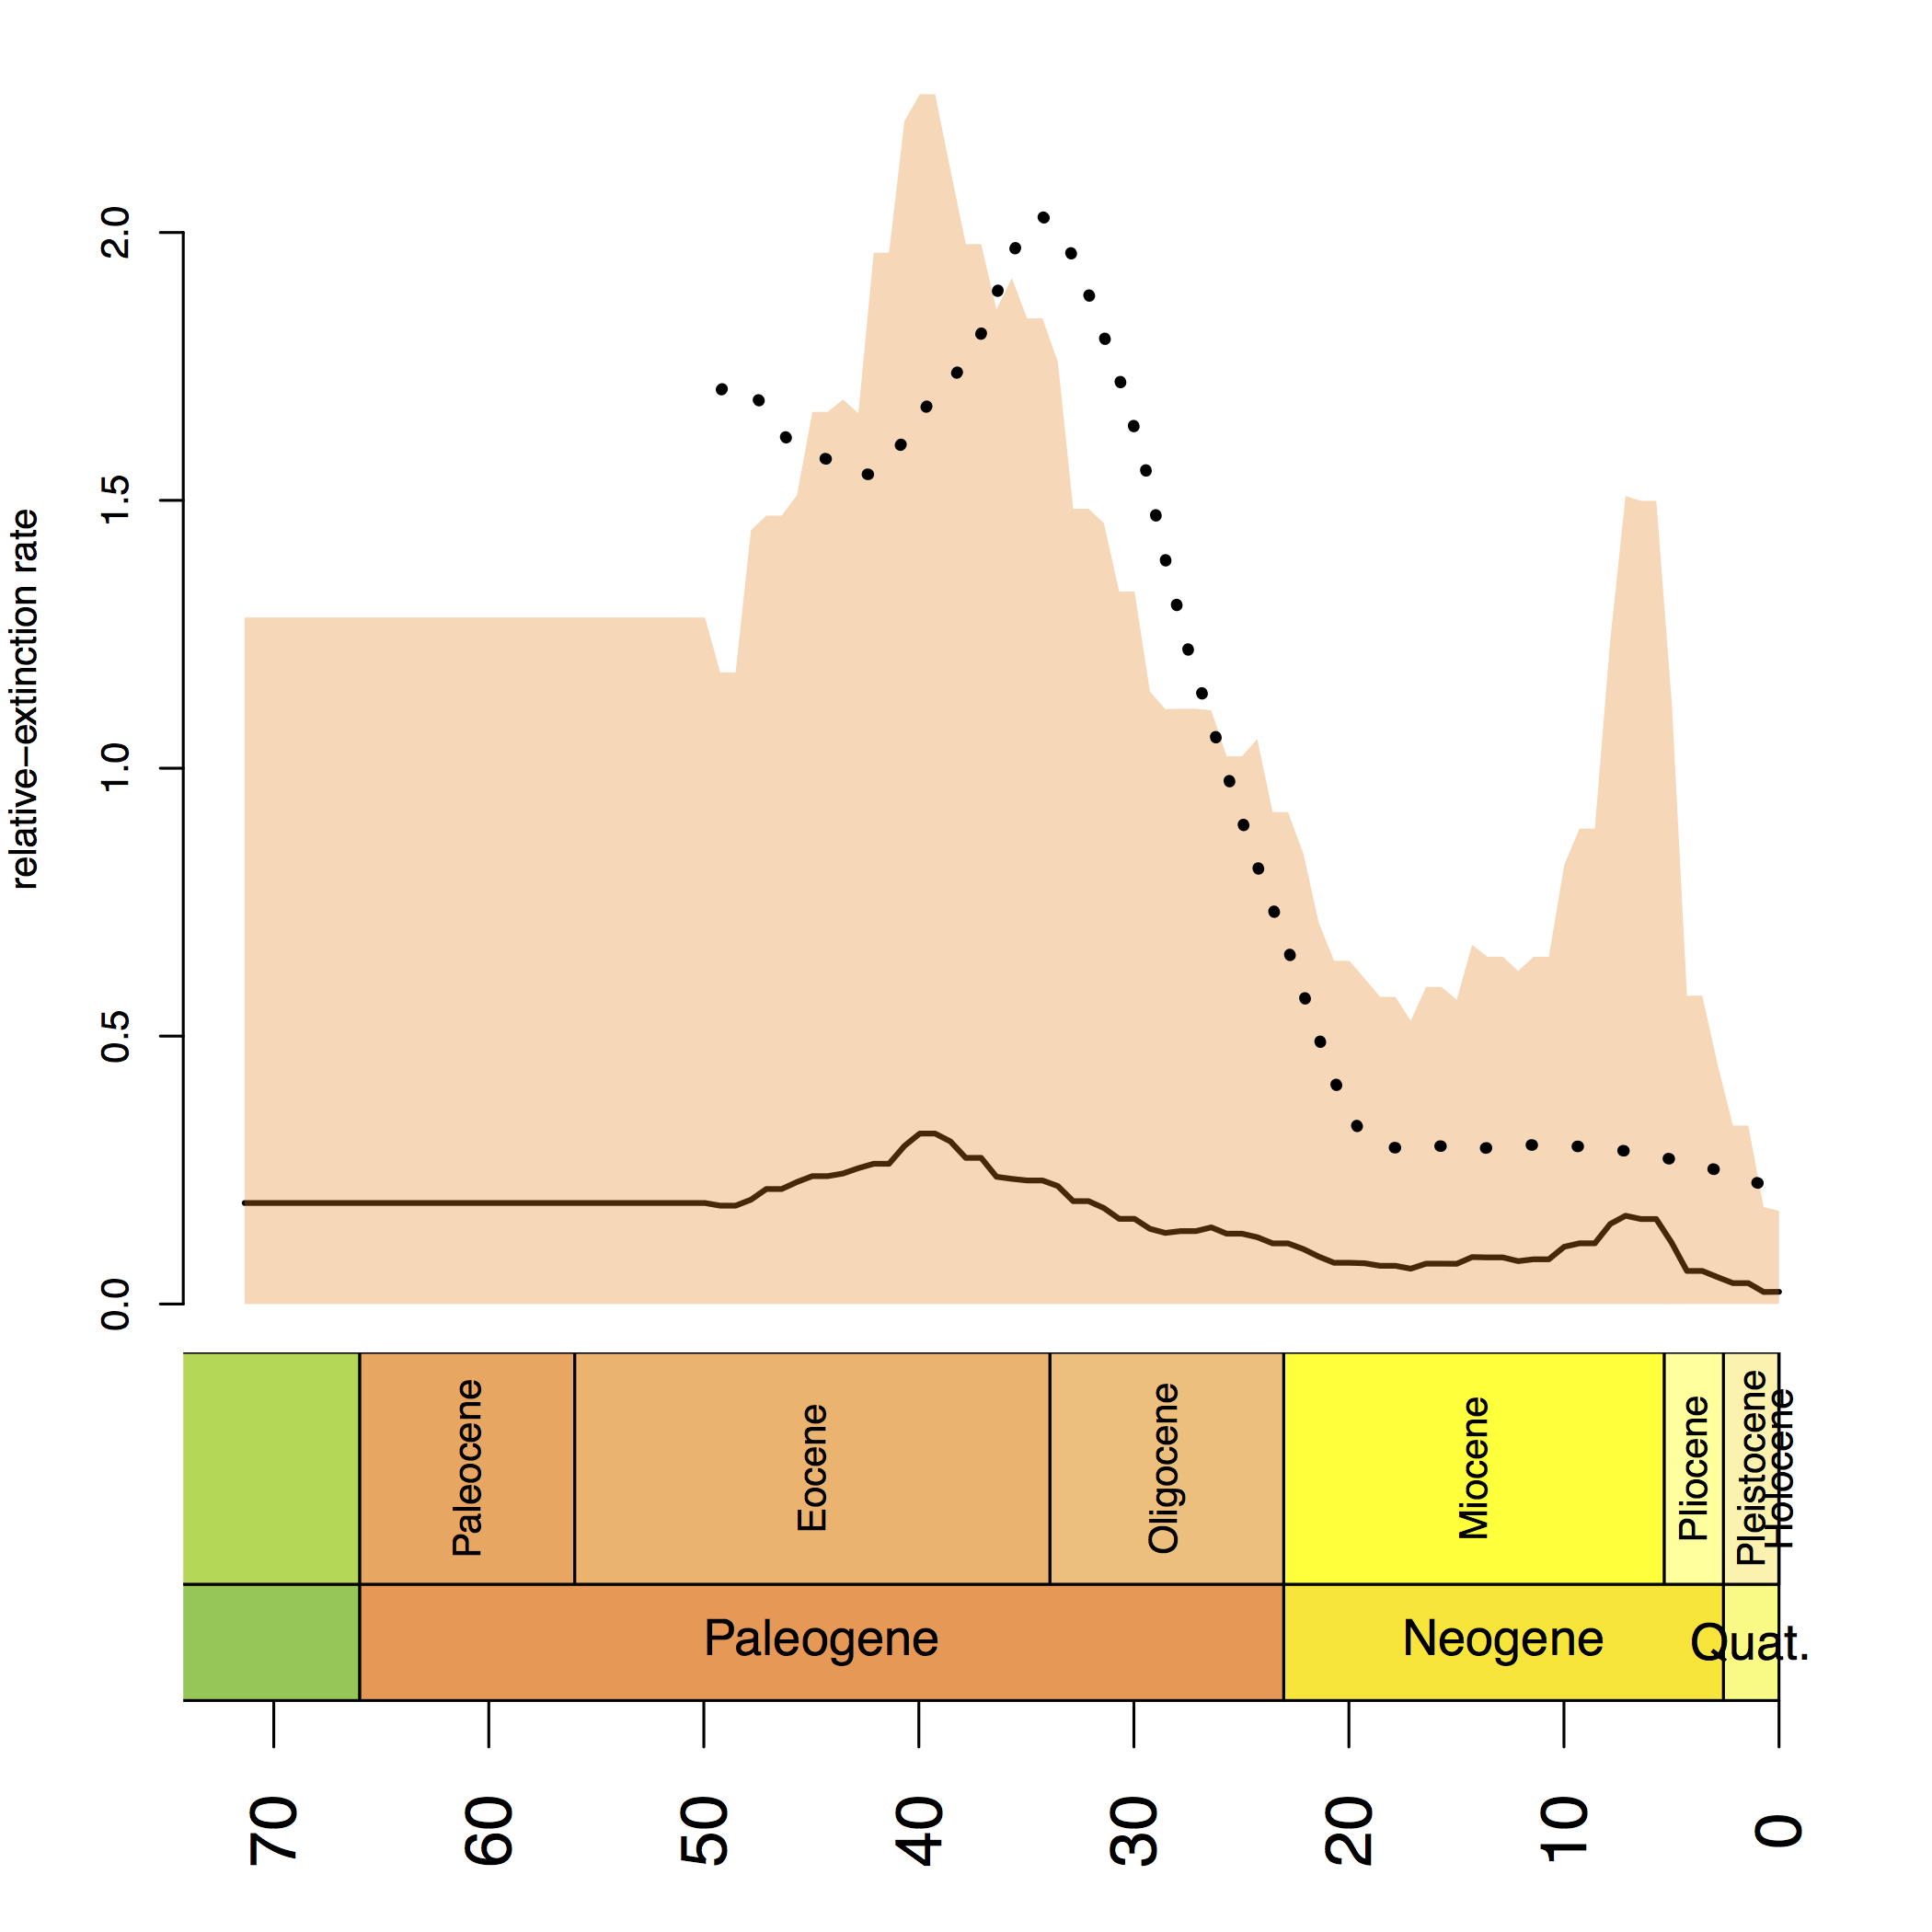 relative–extinction rate
2.0
1.5
1.0
0.5
0.0
Paleocene
Eocene
Oligocene
Miocene
Pliocene
Pleistocene
Holocene
Paleogene
Neogene
Quat.
70
60
50
40
30
20
10
0